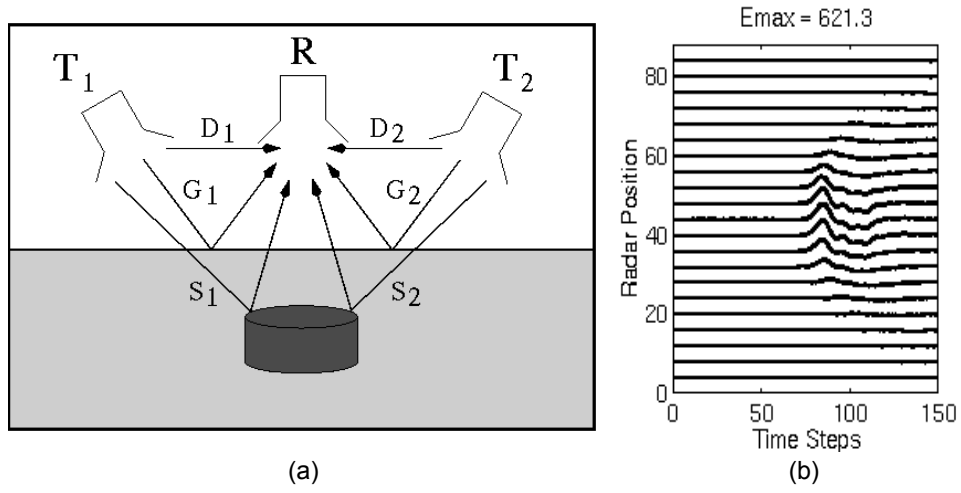 T1 R T2
D1 D2
G1 G2
S1 S2
(a)
Emax = 621.3
Radar Position
80
60
40
20
0
0 50 100 150
Time Steps
(b)